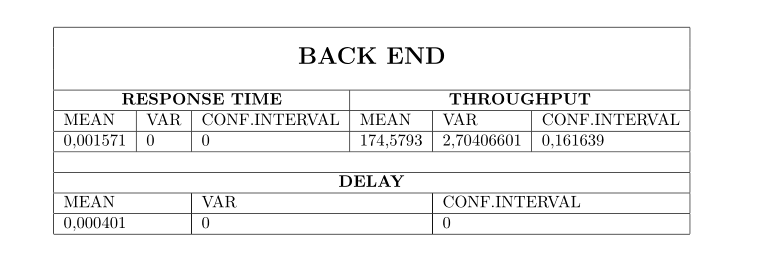 BACK END
RESPONSE TIME THROUGHPUT
MEAN VAR CONF.INTERVAL MEAN VAR CONF.INTERVAL
0,001571 0 0 174,5793 2,70406601 0,161639
DELAY
MEAN VAR CONF.INTERVAL
0,000401 0 0